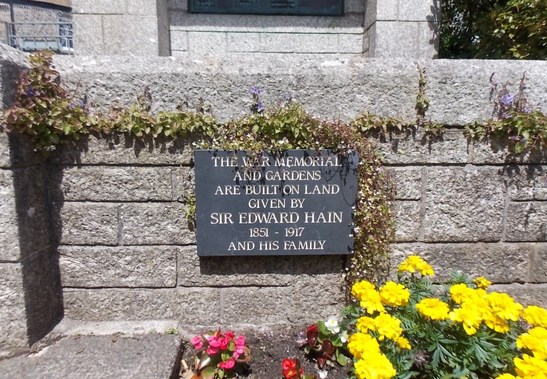 THE WAR MEMORIAL
AND GARDENS
ARE BUILT ON LAND
GIVEN BY
SIR EDWARD HAIN
1851 - 1917
AND HIS FAMILY